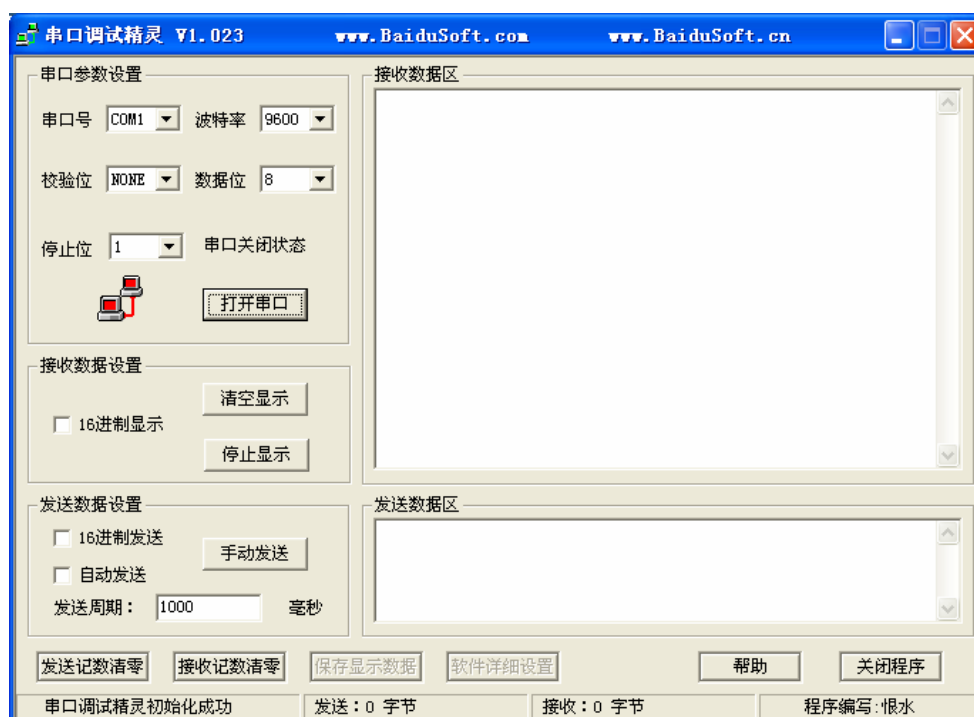 串口调试精灵 V1.023 www.BaiduSoft.com www.BaiduSoft.cn
串口参数设置
串口号 COM1 波特率 9600
校验位 NONE 数据位 8
停止位 1 串口关闭状态
打开串口
接收数据设置
清空显示
16进制显示
停止显示
发送数据设置
16进制发送
手动发送
自动发送
发送周期： 1000 毫秒
接收数据区
发送数据区
发送记数清零 接收记数清零 保存显示数据 软件详细设置 帮助 关闭程序
串口调试精灵初始化成功 发送：0 字节 接收：0 字节 程序编写:恨水